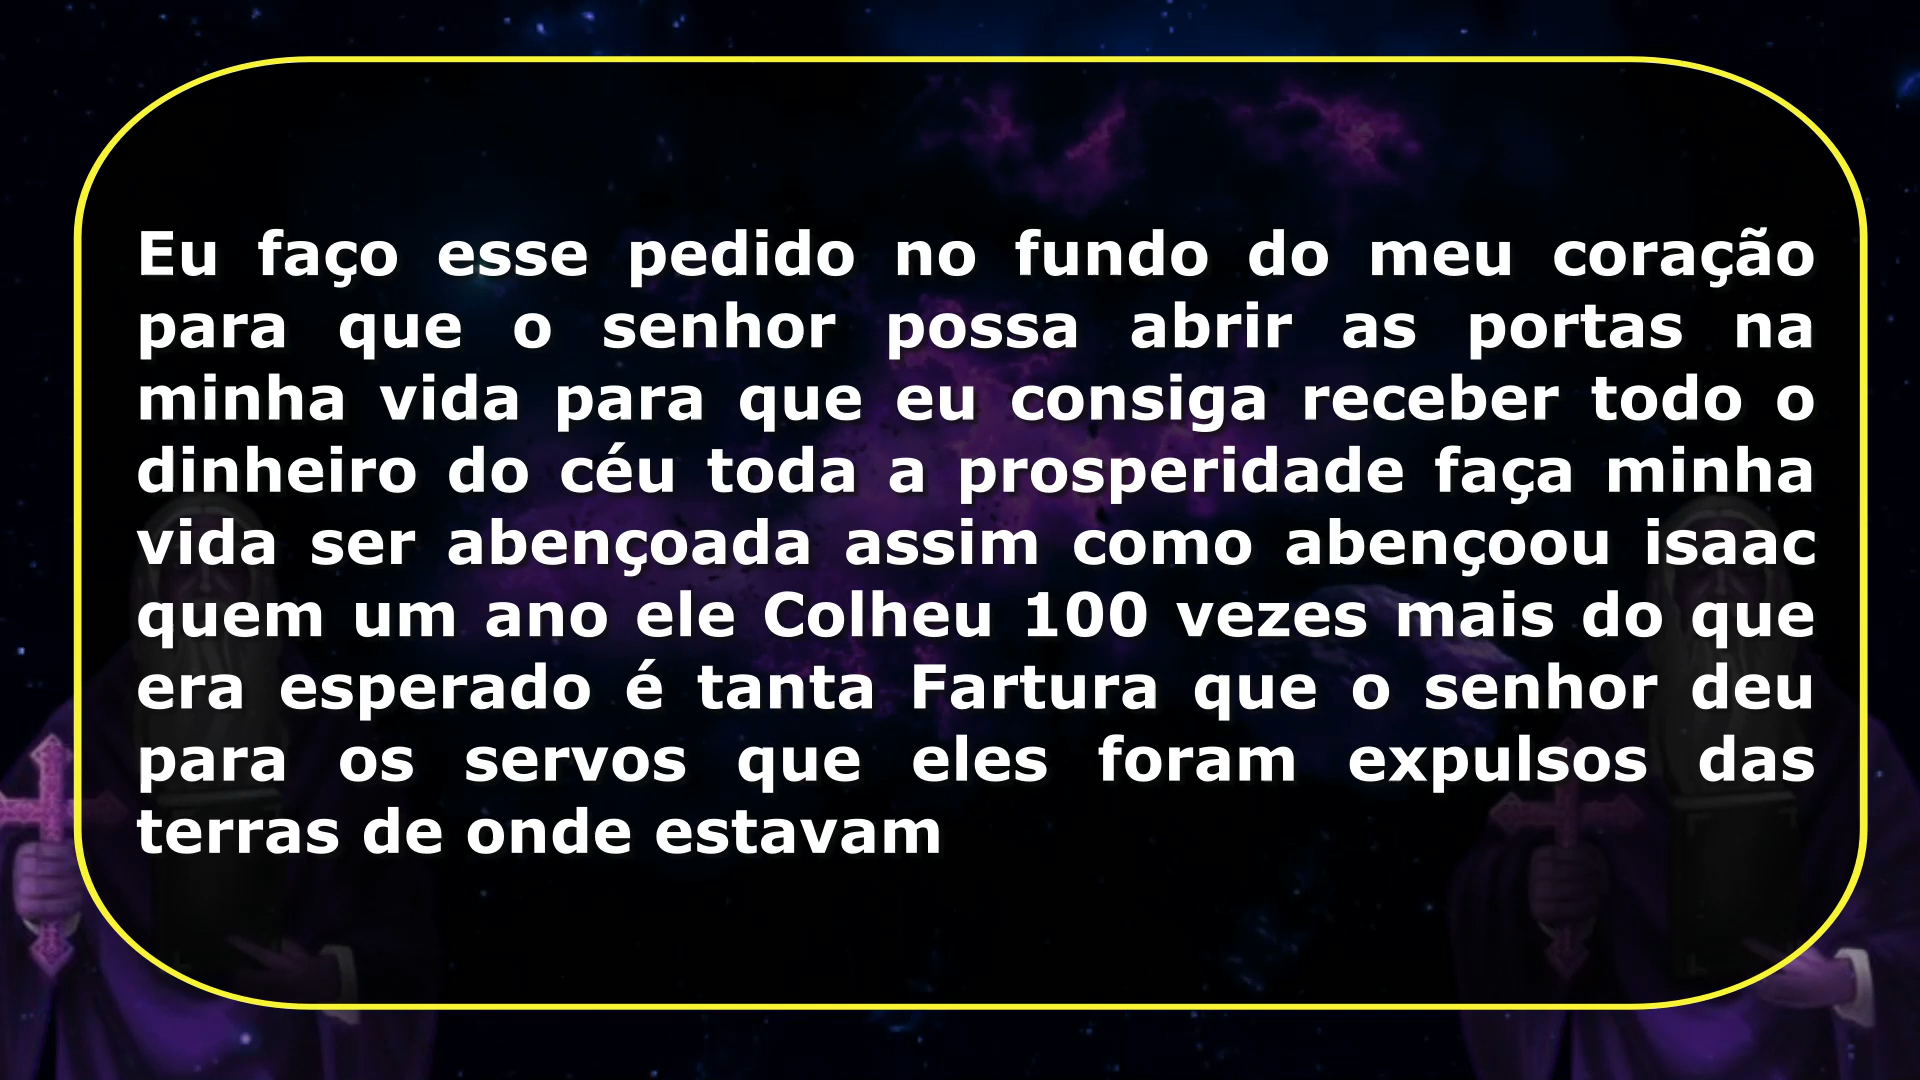 Eu faço esse pedido no fundo do meu coração
para que o senhor possa abrir as portas na
minha vida para que eu consiga receber todo o
dinheiro do céu toda a prosperidade faça minha
vida ser abençoada assim como abençoou isaac
quem um ano ele Colheu 100 vezes mais do que
era esperado é tanta Fartura que o senhor deu
para os servos que eles foram expulsos das
terras de onde estavam